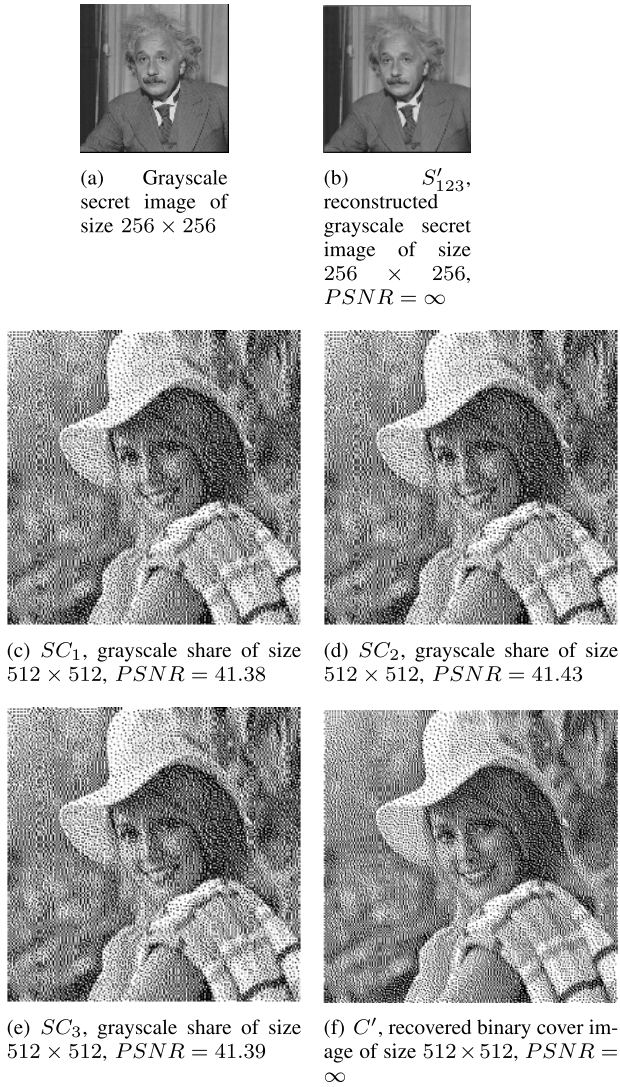 (a) Grayscale
secret image of
size 256 × 256
(b) S′₁₂₃,
reconstructed
grayscale secret
image of size
256 × 256,
PSNR = ∞
(c) SC₁, grayscale share of size
512 × 512, PSNR = 41.38
(d) SC₂, grayscale share of size
512 × 512, PSNR = 41.43
(e) SC₃, grayscale share of size
512 × 512, PSNR = 41.39
(f) C′, recovered binary cover im-
age of size 512×512, PSNR =
∞